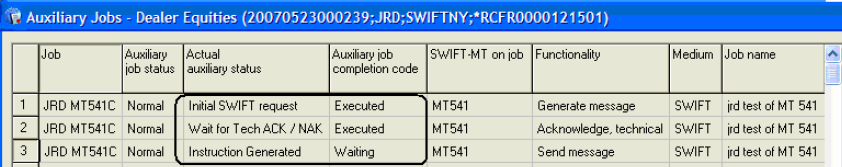 Auxiliary Jobs - Dealer Equities (20070523000239;JRD;SWIFTNY;*RCFR0000121501)
Job Auxiliary job status Actual auxiliary status Auxiliary job completion code SWIFT-MT on job Functionality Medium Job name
1 JRD MT541C Normal Initial SWIFT request Executed MT541 Generate message SWIFT jrd test of MT 541
2 JRD MT541C Normal Wait for Tech ACK / NAK Executed MT541 Acknowledge, technical SWIFT jrd test of MT 541
3 JRD MT541C Normal Instruction Generated Waiting MT541 Send message SWIFT jrd test of MT 541